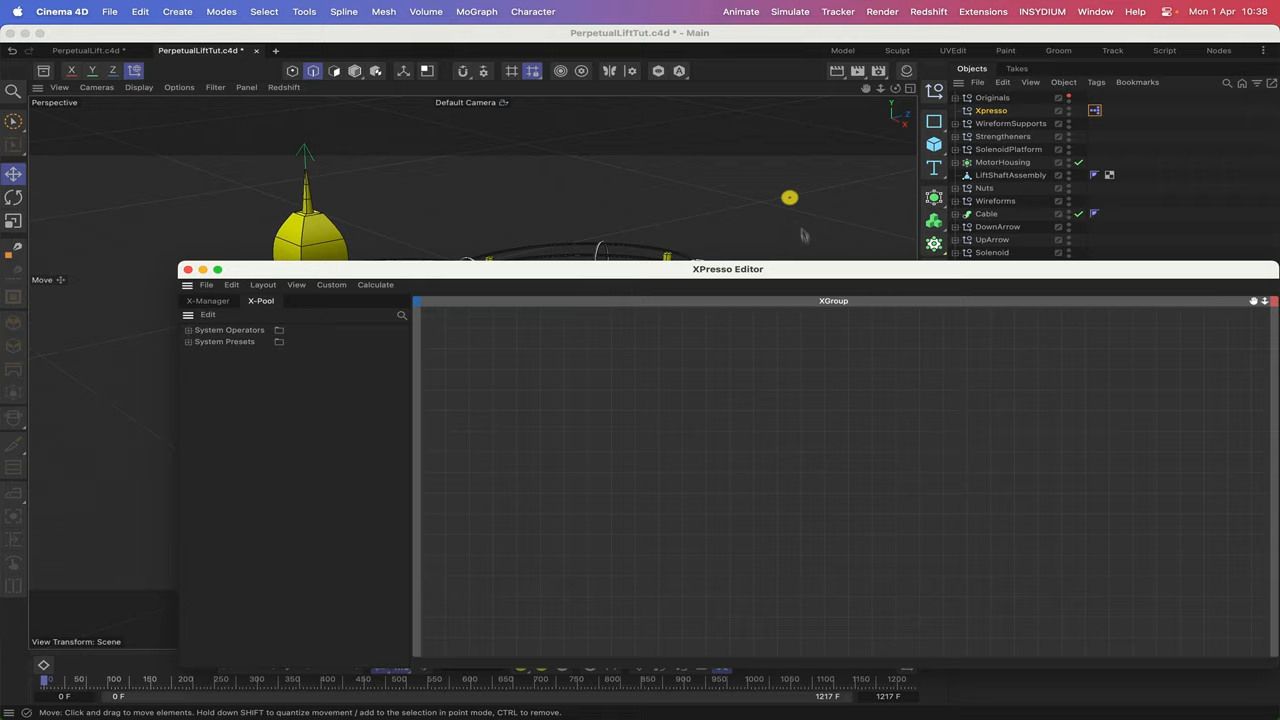 Cinema 4D File Edit Create Modes Select Tools Spline Mesh Volume MoGraph Character Animate Simulate Tracker Render Redshift Extensions INSYDIUM Window Help Mon 1 Apr 10:38
PerpetualLiftTut.c4d * - Main
PerpetualLift.c4d * PerpetualLiftTut.c4d * Model Sculpt UVEdit Paint Groom Track Script Nodes
X Y Z Objects Takes
View Cameras Display Options Filter Panel Redshift File Edit View Object Tags Bookmarks
Perspective Default Camera Originals
Y Z X
Xpresso
WireformSupports
Strengtheners
SolenoidPlatform
MotorHousing
LiftShaftAssembly
Nuts
Wireforms
Cable
DownArrow
UpArrow
Solenoid
XPresso Editor
Move
File Edit Layout View Custom Calculate
X-Manager X-Pool XGroup
Edit
System Operators
System Presets
View Transform: Scene
0 50 100 150 200 250 300 350 400 450 500 550 600 650 700 750 800 850 900 950 1000 1050 1100 1150 1200
0 F 0 F 1217 F 1217 F
Move: Click and drag to move elements. Hold down SHIFT to quantize movement / add to the selection in point mode, CTRL to remove.